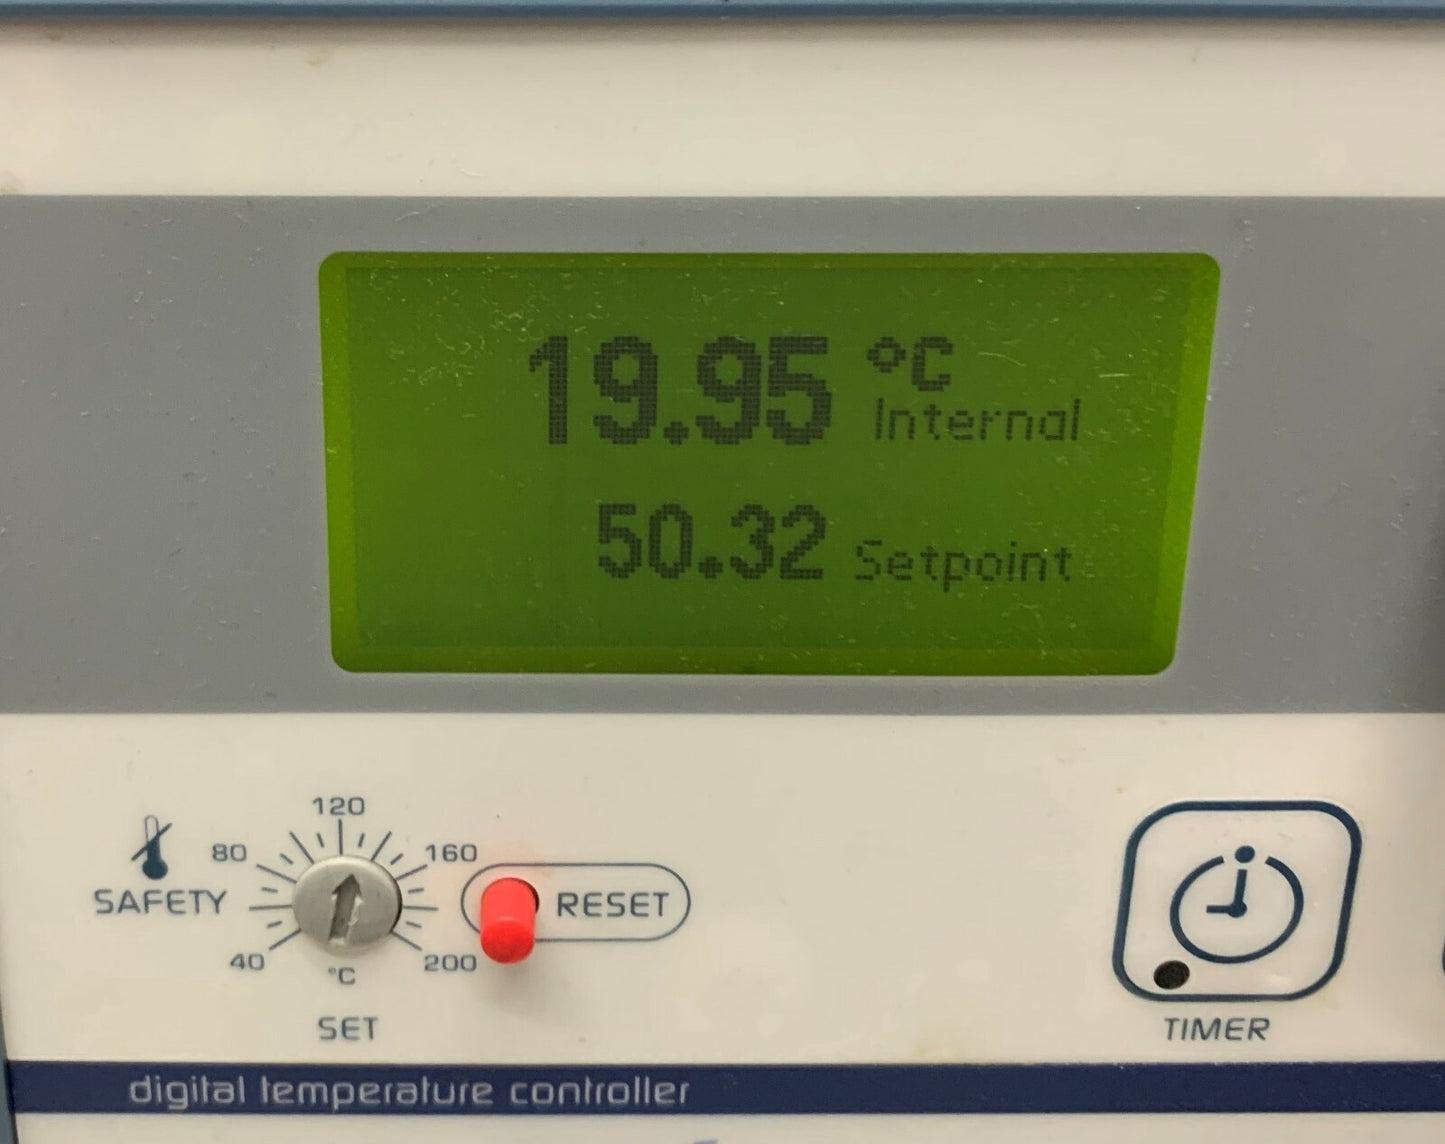 19.95 °C
Internal
50.32 Setpoint
120
80
160
SAFETY
RESET
40
200
°C
SET
TIMER
digital temperature controller